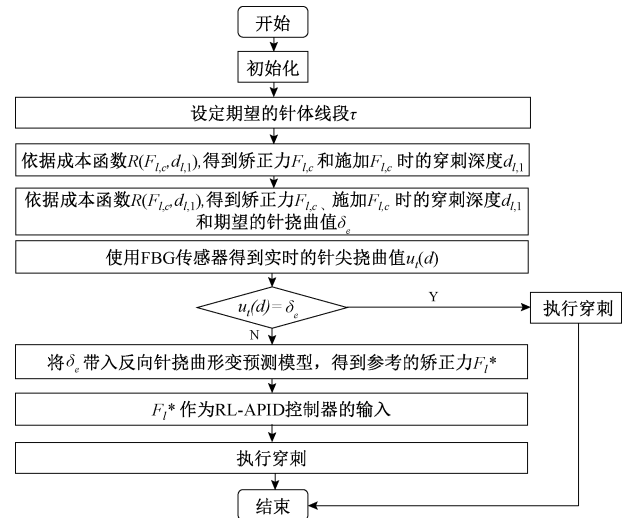 开始
初始化
设定期望的针体线段τ
依据成本函数R(F_{l,c},d_{l,1}),得到矫正力F_{l,c} 和施加F_{l,c} 时的穿刺深度d_{l,1}
依据成本函数R(F_{l,c},d_{l,1}),得到矫正力F_{l,c}、施加F_{l,c} 时的穿刺深度d_{l,1}
和期望的针挠曲值δ_e
使用FBG传感器得到实时的针尖挠曲值u_t(d)
u_t(d)=δ_e
Y
执行穿刺
N
将δ_e带入反向针挠曲形变预测模型，得到参考的矫正力F_l*
F_l* 作为RL-APID控制器的输入
执行穿刺
结束